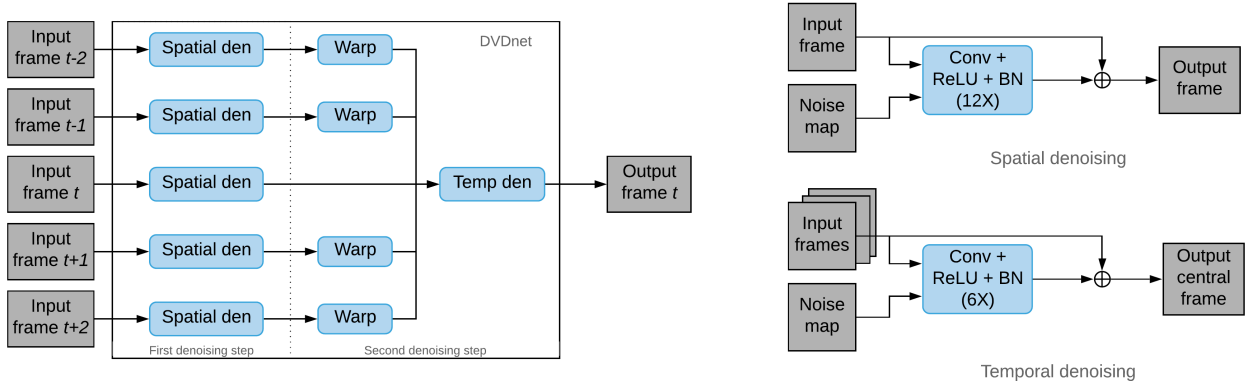 DVDnet
Input
frame t-2
Spatial den
Warp
Input
frame t-1
Spatial den
Warp
Input
frame t
Spatial den
Temp den
Output
frame t
Input
frame t+1
Spatial den
Warp
Input
frame t+2
Spatial den
Warp
First denoising step
Second denoising step
Input
frame
Noise
map
Conv +
ReLU + BN
(12X)
Output
frame
Spatial denoising
Input
frames
Noise
map
Conv +
ReLU + BN
(6X)
Output
central
frame
Temporal denoising